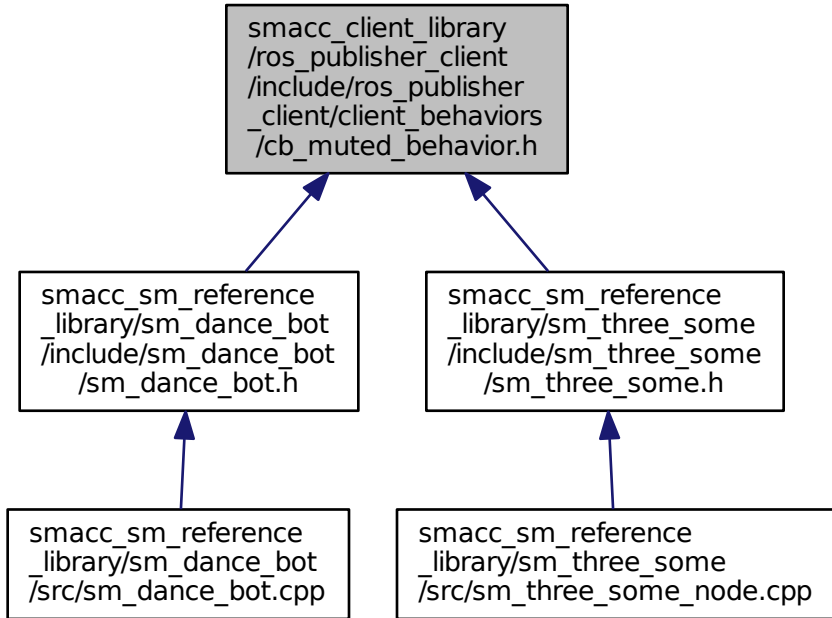 smacc_client_library
/ros_publisher_client
/include/ros_publisher
_client/client_behaviors
/cb_muted_behavior.h
smacc_sm_reference
_library/sm_dance_bot
/include/sm_dance_bot
/sm_dance_bot.h
smacc_sm_reference
_library/sm_three_some
/include/sm_three_some
/sm_three_some.h
smacc_sm_reference
_library/sm_dance_bot
/src/sm_dance_bot.cpp
smacc_sm_reference
_library/sm_three_some
/src/sm_three_some_node.cpp